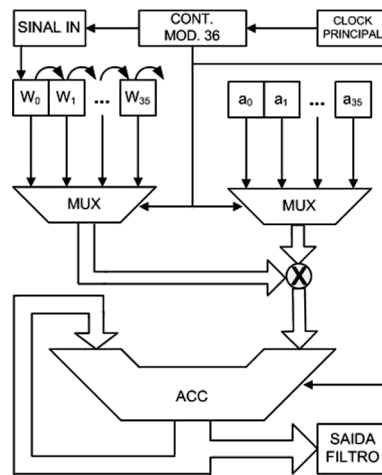 SINAL IN
CONT.
MOD. 36
CLOCK
PRINCIPAL
W0 W1 ... W35
a0 a1 ... a35
MUX
MUX
X
ACC
SAIDA
FILTRO